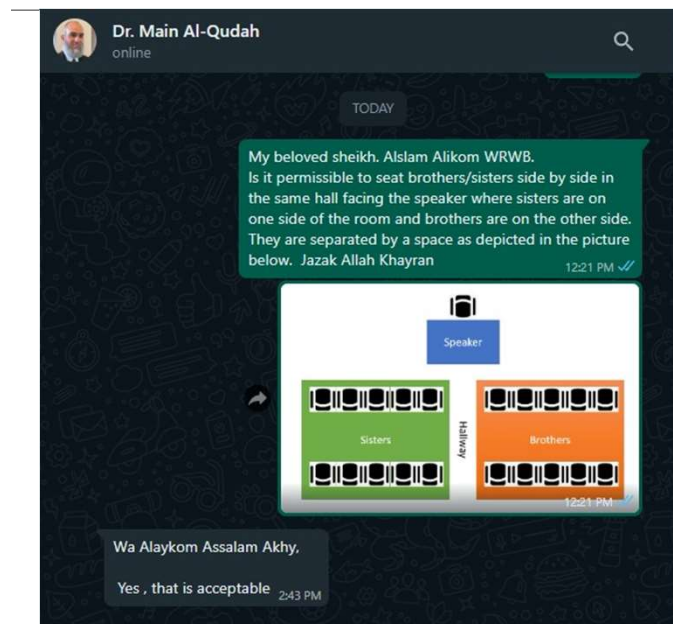 Dr. Main Al-Qudah
online
TODAY
My beloved sheikh. Alslam Alikom WRWB.
Is it permissible to seat brothers/sisters side by side in
the same hall facing the speaker where sisters are on
one side of the room and brothers are on the other side.
They are separated by a space as depicted in the picture
below.  Jazak Allah Khayran
12:21 PM
Speaker
Sisters
Hallway
Brothers
12:21 PM
Wa Alaykom Assalam Akhy,
Yes , that is acceptable
2:43 PM